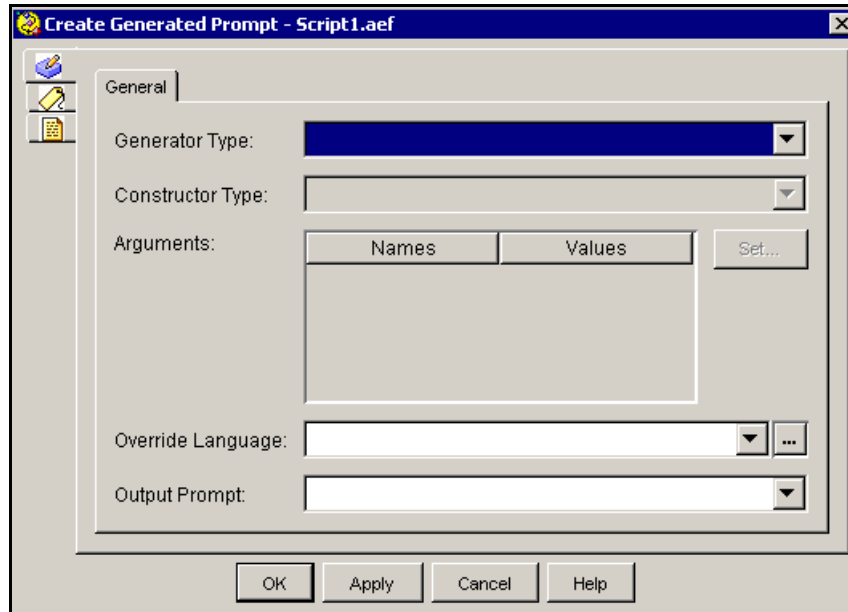 Create Generated Prompt - Script1.aef
General
Generator Type:
Constructor Type:
Arguments:
Names Values
Set...
Override Language:
...
Output Prompt:
OK Apply Cancel Help